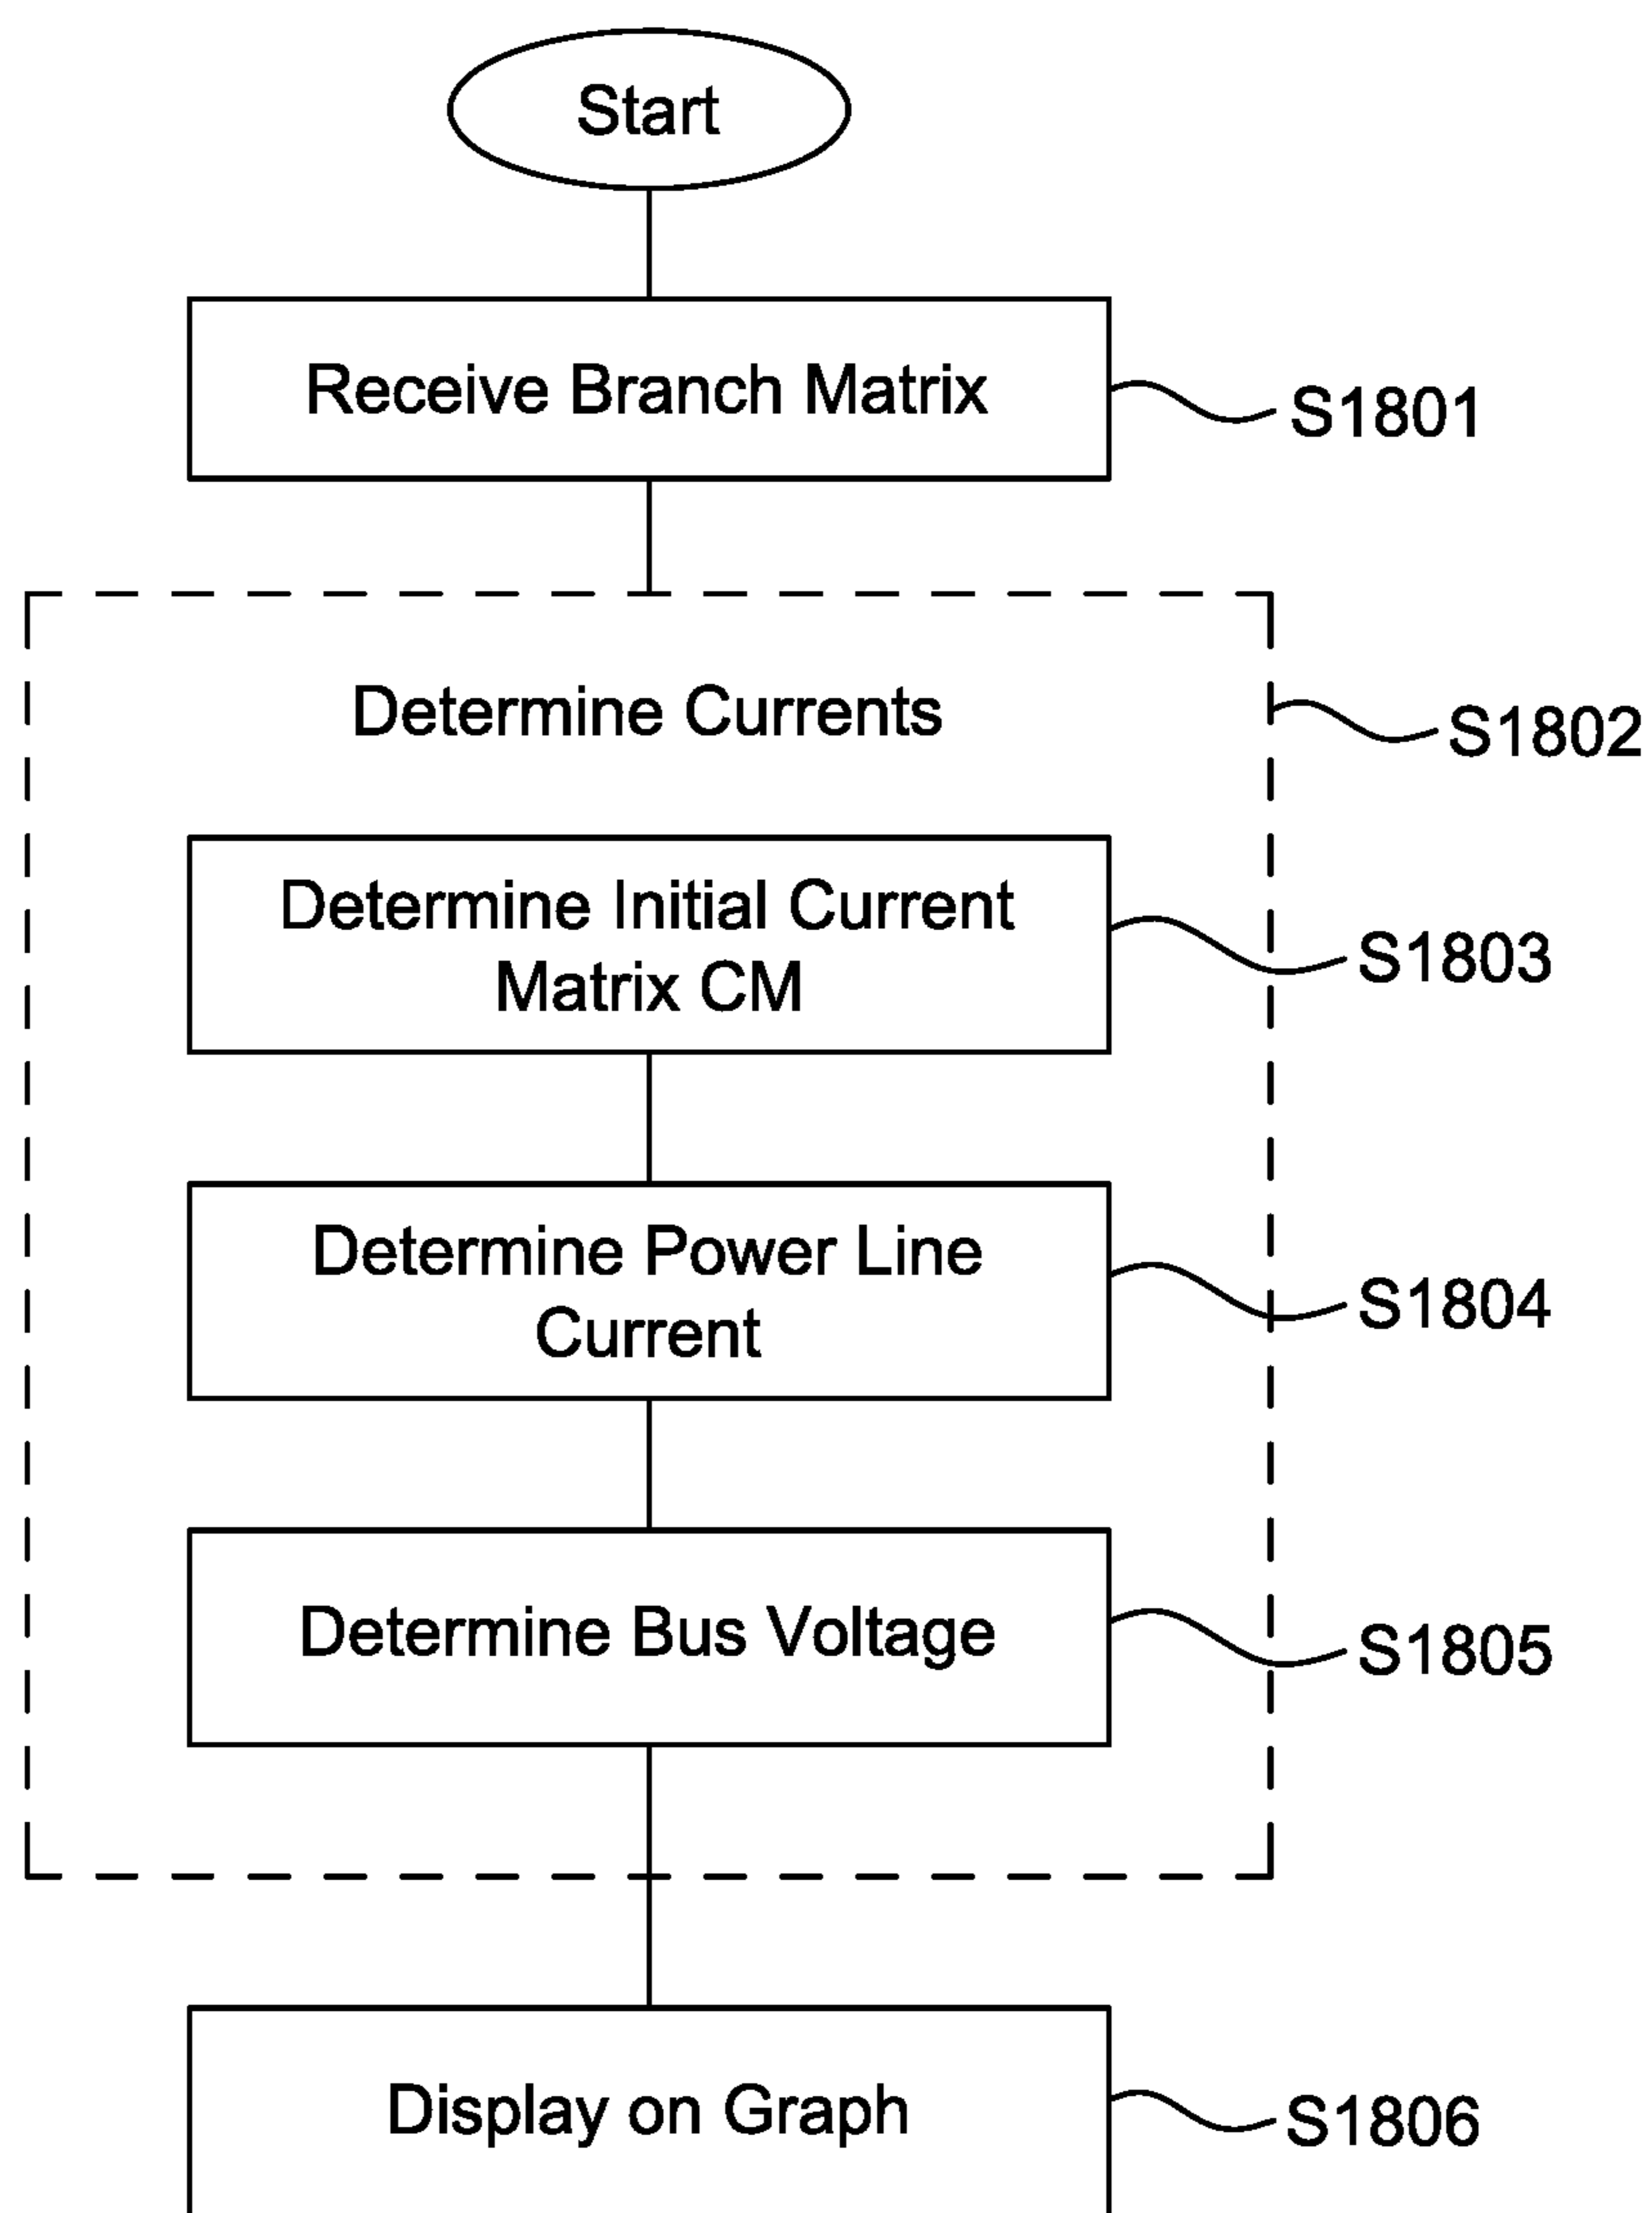 Start
Receive Branch Matrix
S1801
Determine Currents
S1802
Determine Initial Current
Matrix CM
S1803
Determine Power Line
Current
S1804
Determine Bus Voltage
S1805
Display on Graph
S1806